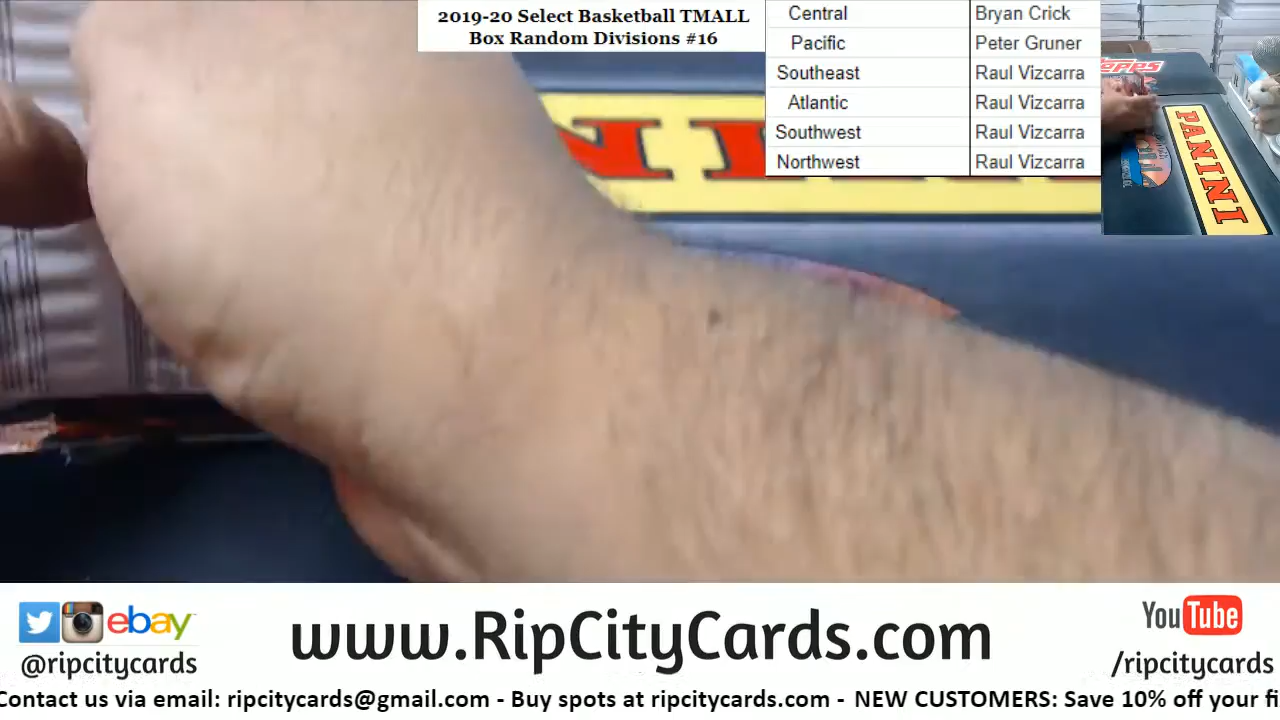 2019-20 Select Basketball TMALL
Box Random Divisions #16
Central Bryan Crick
Pacific Peter Gruner
Southeast Raul Vizcarra
Atlantic Raul Vizcarra
Southwest Raul Vizcarra
Northwest Raul Vizcarra
PANINI
ebay
@ripcitycards
www.RipCityCards.com
YouTube
/ripcitycards
Contact us via email: ripcitycards@gmail.com - Buy spots at ripcitycards.com - NEW CUSTOMERS: Save 10% off your fi